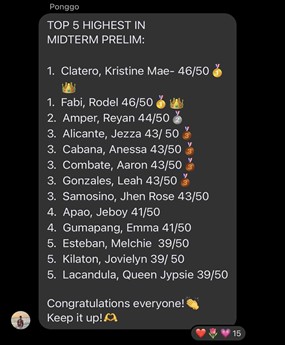 Ponggo
TOP 5 HIGHEST IN
MIDTERM PRELIM:
1. Clatero, Kristine Mae- 46/50🥇
👑
1. Fabi, Rodel 46/50🥇👑
2. Amper, Reyan 44/50🥈
3. Alicante, Jezza 43/ 50🥉
3. Cabana, Anessa 43/50🥉
3. Combate, Aaron 43/50🥉
3. Gonzales, Leah 43/50🥉
3. Samosino, Jhen Rose 43/50
4. Apao, Jeboy 41/50
4. Gumapang, Emma 41/50
5. Esteban, Melchie 39/50
5. Kilaton, Jovielyn 39/ 50
5. Lacandula, Queen Jypsie 39/50
Congratulations everyone!👏
Keep it up!🫶
❤️🌹💗 15